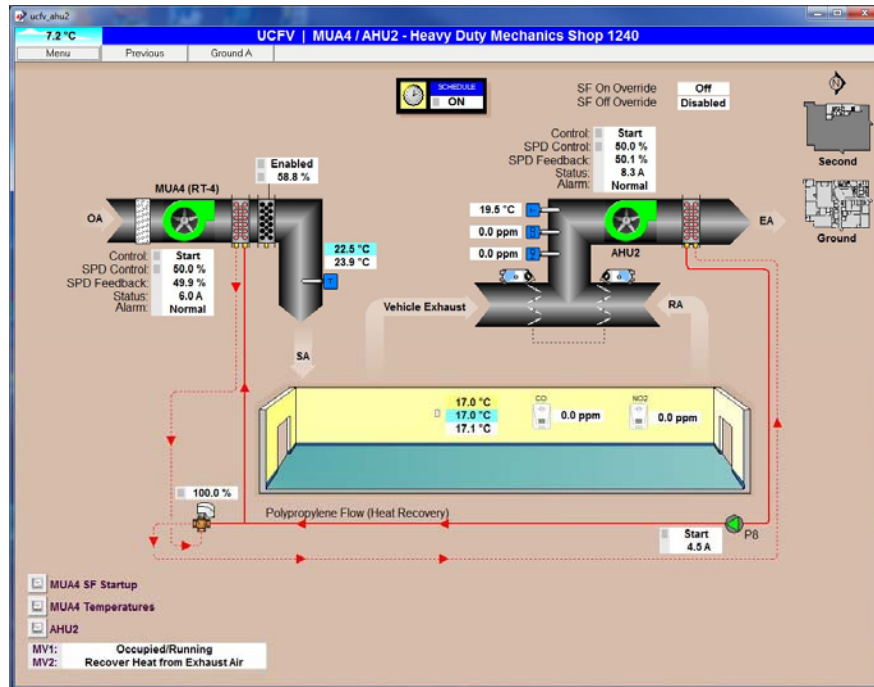 ucfv_ahu2
7.2 °C
UCFV | MUA4 / AHU2 - Heavy Duty Mechanics Shop 1240
Menu Previous Ground A
SCHEDULE
ON
SF On Override Off
SF Off Override Disabled
N
Second
Ground
Control: Start
SPD Control: 50.0 %
SPD Feedback: 50.1 %
Status: 8.3 A
Alarm: Normal
Enabled
58.8 %
MUA4 (RT-4)
OA
Control: Start
SPD Control: 50.0 %
SPD Feedback: 49.9 %
Status: 6.0 A
Alarm: Normal
22.5 °C
23.9 °C
T
SA
19.5 °C
0.0 ppm
0.0 ppm
AHU2
EA
Vehicle Exhaust
RA
17.0 °C
17.0 °C
17.1 °C
CO
0.0 ppm
NO2
0.0 ppm
100.0 %
Polypropylene Flow (Heat Recovery)
P8
Start
4.5 A
MUA4 SF Startup
MUA4 Temperatures
AHU2
MV1: Occupied/Running
MV2: Recover Heat from Exhaust Air